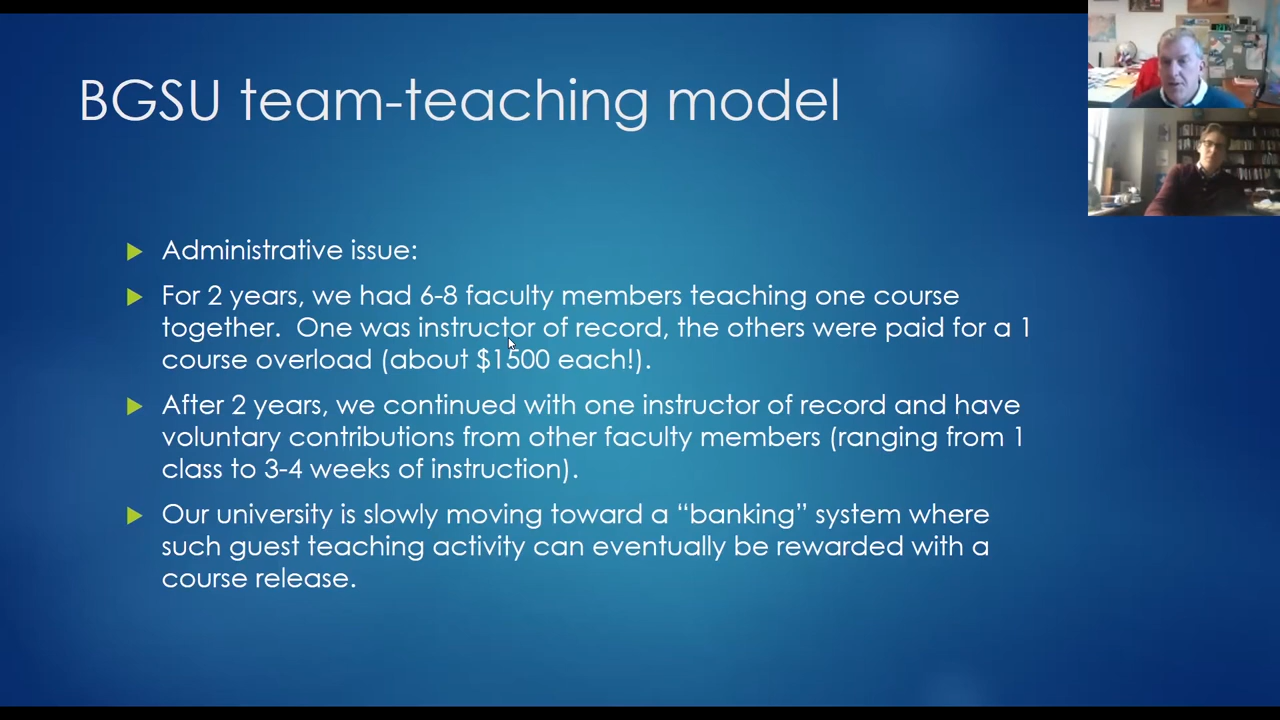 BGSU team-teaching model
Administrative issue:
For 2 years, we had 6-8 faculty members teaching one course
together.  One was instructor of record, the others were paid for a 1
course overload (about $1500 each!).
After 2 years, we continued with one instructor of record and have
voluntary contributions from other faculty members (ranging from 1
class to 3-4 weeks of instruction).
Our university is slowly moving toward a “banking” system where
such guest teaching activity can eventually be rewarded with a
course release.